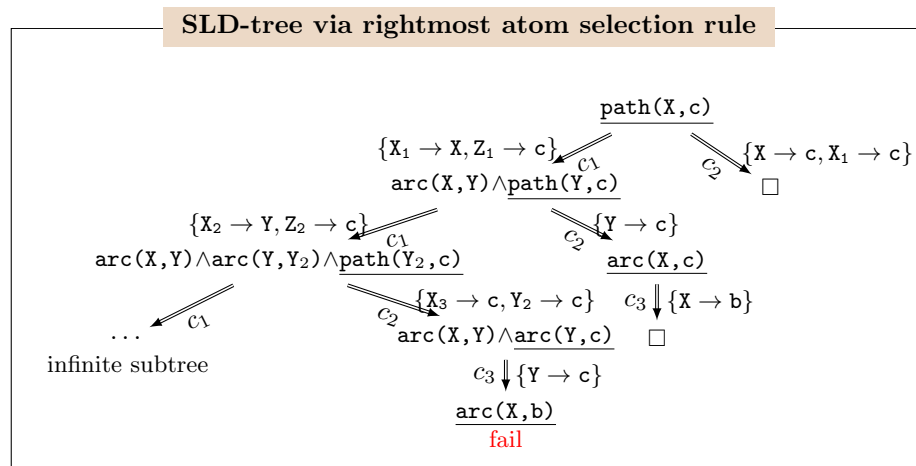 SLD-tree via rightmost atom selection rule
path(X,c)
{X₁ → X, Z₁ → c}
c₁
c₂
{X → c, X₁ → c}
arc(X,Y)∧path(Y,c)
□
{X₂ → Y, Z₂ → c}
c₁
c₂
{Y → c}
arc(X,Y)∧arc(Y,Y₂)∧path(Y₂,c)
arc(X,c)
c₁
c₂
{X₃ → c, Y₂ → c}
c₃
{X → b}
...
infinite subtree
arc(X,Y)∧arc(Y,c)
□
c₃
{Y → c}
arc(X,b)
fail